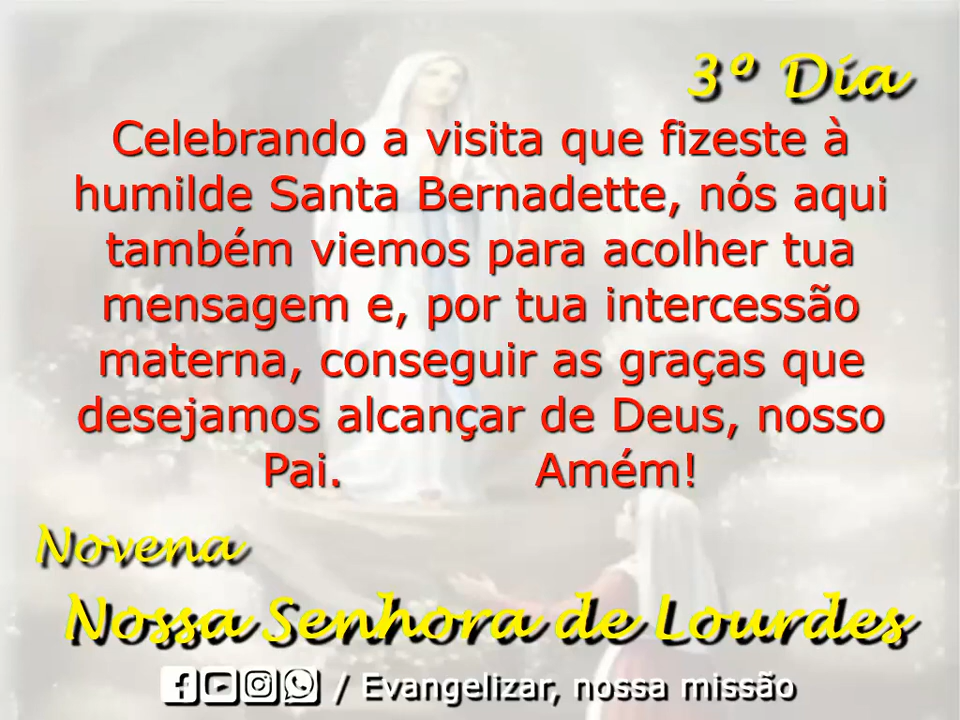 3º Dia
Celebrando a visita que fizeste à
humilde Santa Bernadette, nós aqui
também viemos para acolher tua
mensagem e, por tua intercessão
materna, conseguir as graças que
desejamos alcançar de Deus, nosso
Pai. Amém!
Novena
Nossa Senhora de Lourdes
/ Evangelizar, nossa missão